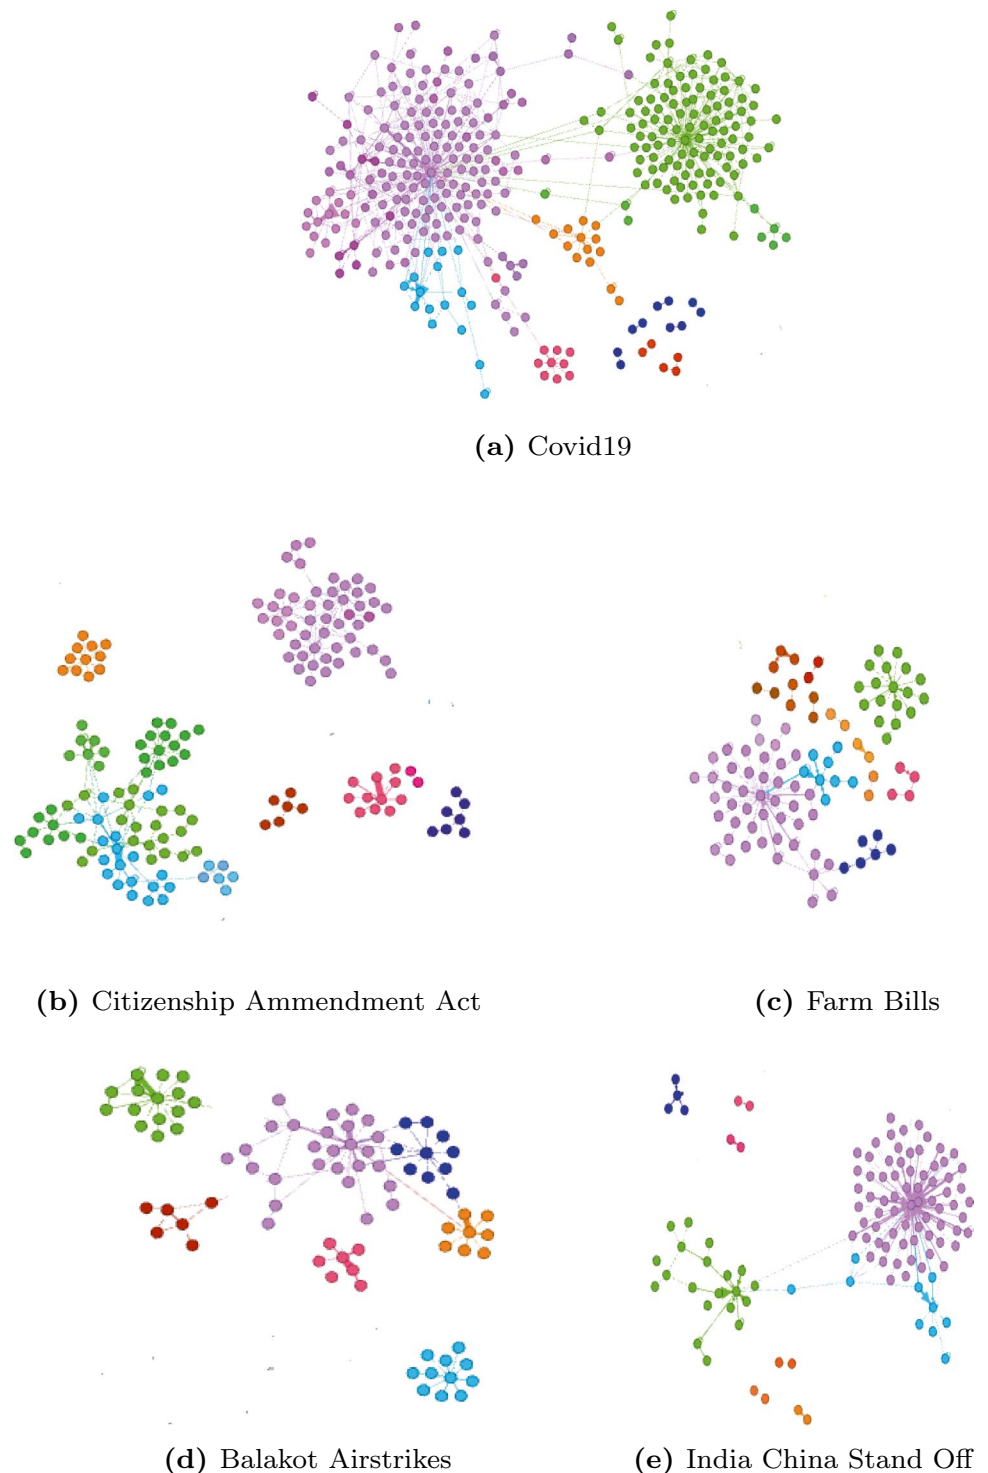 (a) Covid19
(b) Citizenship Ammendment Act
(c) Farm Bills
(d) Balakot Airstrikes
(e) India China Stand Off